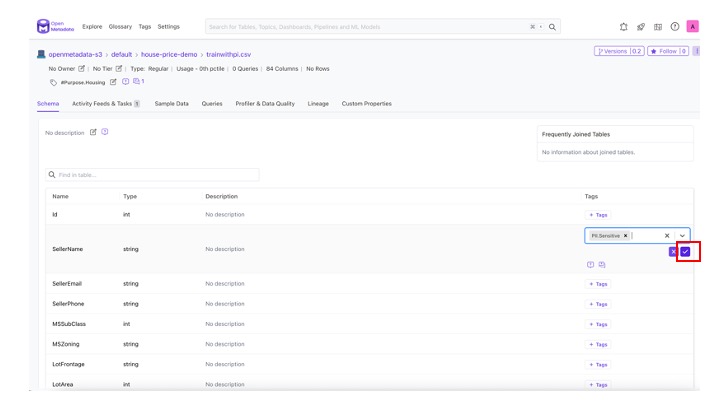 Open Metadata Explore Glossary Tags Settings Search for Tables, Topics, Dashboards, Pipelines and ML Models A
openmetadata-s3 > default > house-price-demo > trainwithpi.csv Versions 0.2 Follow 0
No Owner | No Tier | Type: Regular | Usage - 0th pctile | 0 Queries | 84 Columns | No Rows
#Purpose.Housing 1
Schema Activity Feeds & Tasks 1 Sample Data Queries Profiler & Data Quality Lineage Custom Properties
No description Frequently Joined Tables
No information about joined tables.
Find in table...
Name Type Description Tags
Id int No description + Tags
PII.Sensitive ×
SellerName string No description
SellerEmail string No description + Tags
SellerPhone string No description + Tags
MSSubClass int No description + Tags
MSZoning string No description + Tags
LotFrontage string No description + Tags
LotArea int No description + Tags